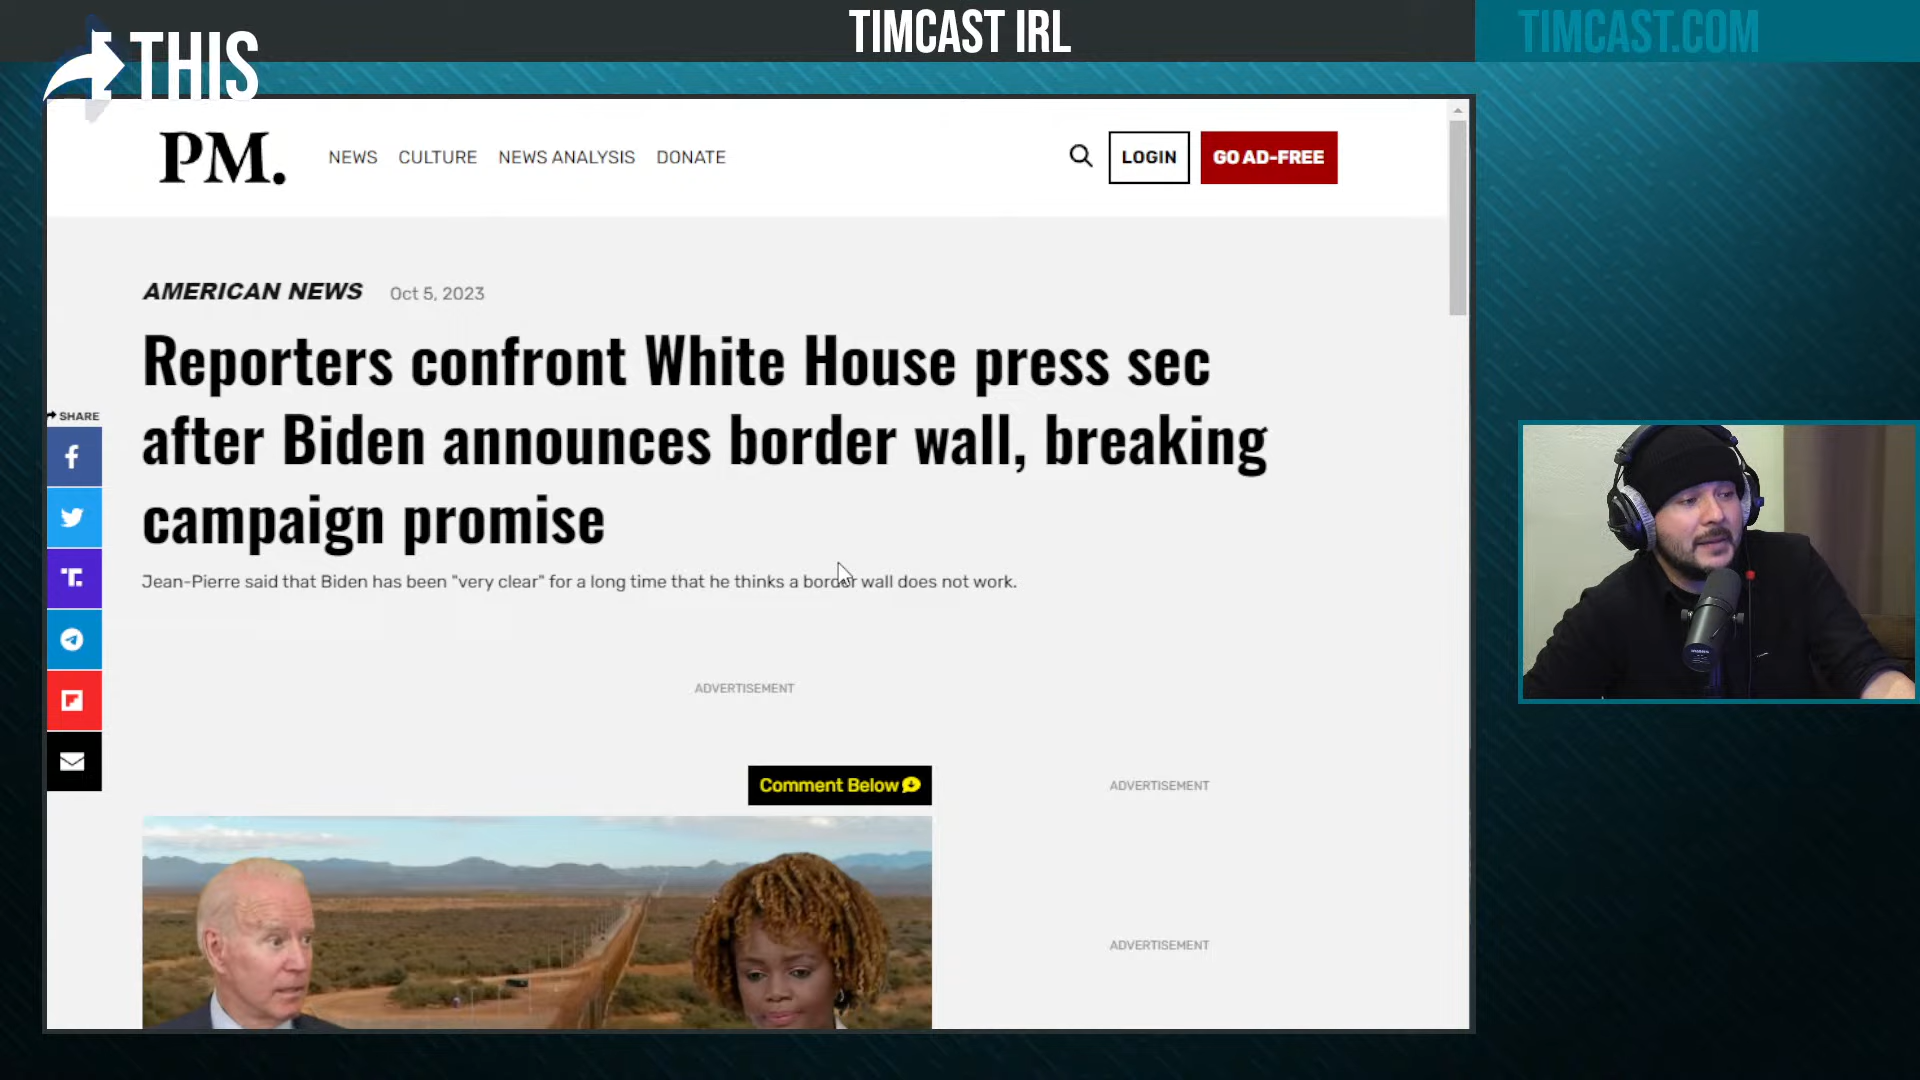 THIS
TIMCAST IRL
TIMCAST.COM
PM.
NEWS
CULTURE
NEWS ANALYSIS
DONATE
LOGIN
GO AD-FREE
AMERICAN NEWS
Oct 5, 2023
Reporters confront White House press sec
after Biden announces border wall, breaking
campaign promise
Jean-Pierre said that Biden has been "very clear" for a long time that he thinks a border wall does not work.
SHARE
ADVERTISEMENT
Comment Below
ADVERTISEMENT
ADVERTISEMENT